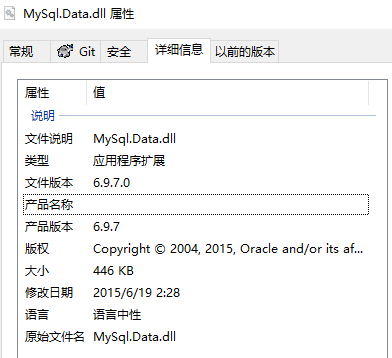 MySql.Data.dll 属性
常规 Git 安全 详细信息 以前的版本
属性 值
说明
文件说明 MySql.Data.dll
类型 应用程序扩展
文件版本 6.9.7.0
产品名称
产品版本 6.9.7
版权 Copyright © 2004, 2015, Oracle and/or its af...
大小 446 KB
修改日期 2015/6/19 2:28
语言 语言中性
原始文件名 MySql.Data.dll